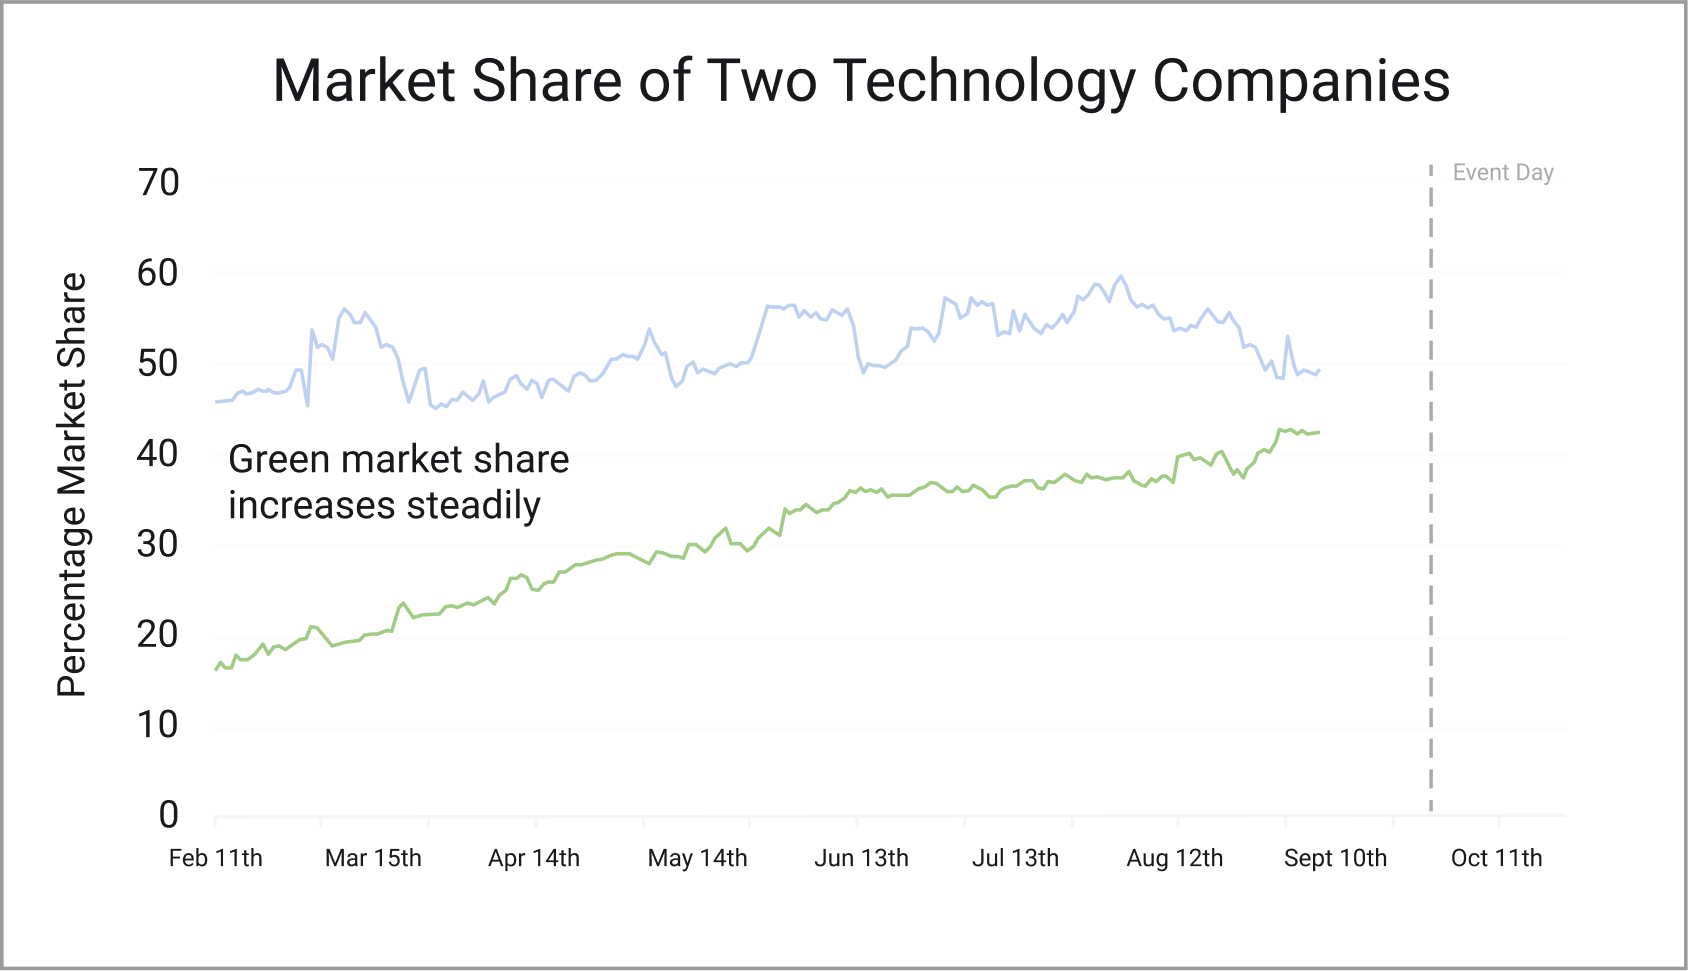 Market Share of Two Technology Companies
Event Day
Percentage Market Share
70
60
50
40
30
20
10
0
Green market share
increases steadily
Feb 11th Mar 15th Apr 14th May 14th Jun 13th Jul 13th Aug 12th Sept 10th Oct 11th